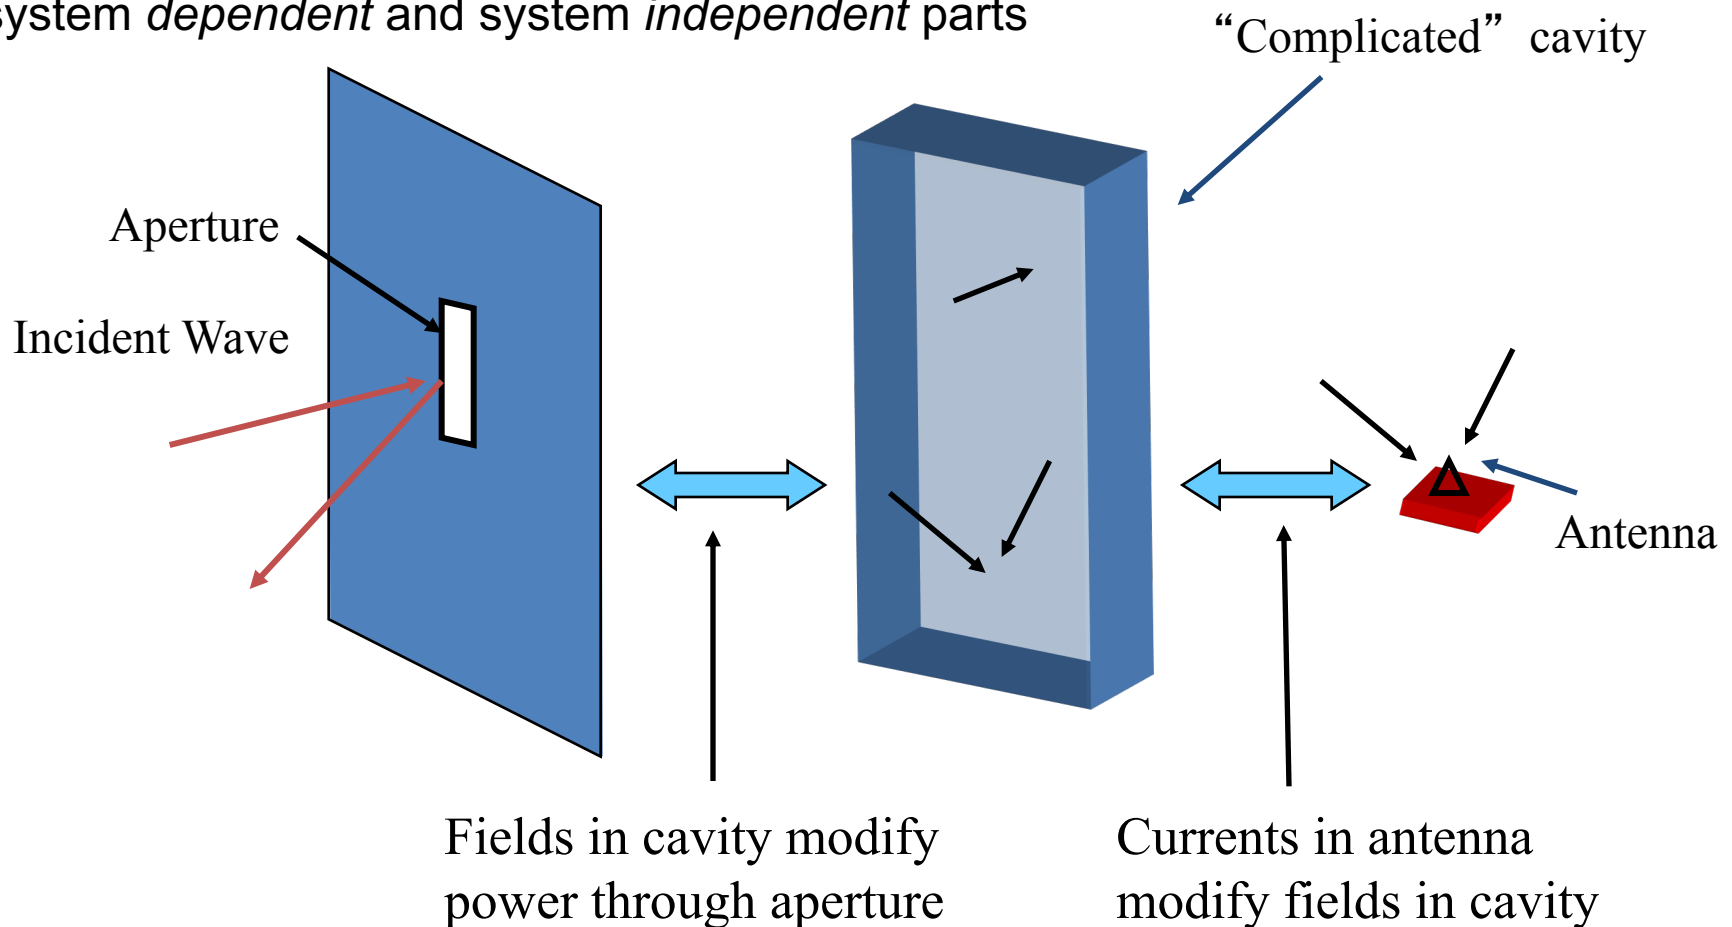 system dependent and system independent parts
“Complicated” cavity
Aperture
Incident Wave
Antenna
Fields in cavity modify
power through aperture
Currents in antenna
modify fields in cavity